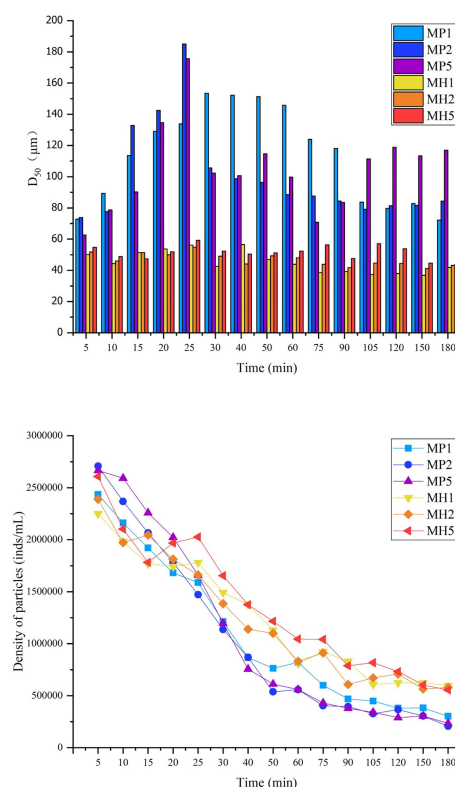 200
180
160
140
120
100
80
60
40
20
0
D50 (μm)
MP1
MP2
MP5
MH1
MH2
MH5
5 10 15 20 25 30 40 50 60 75 90 105 120 150 180
Time (min)
3000000
2500000
2000000
1500000
1000000
500000
0
Density of particles (inds/mL)
MP1
MP2
MP5
MH1
MH2
MH5
5 10 15 20 25 30 40 50 60 75 90 105 120 150 180
Time (min)